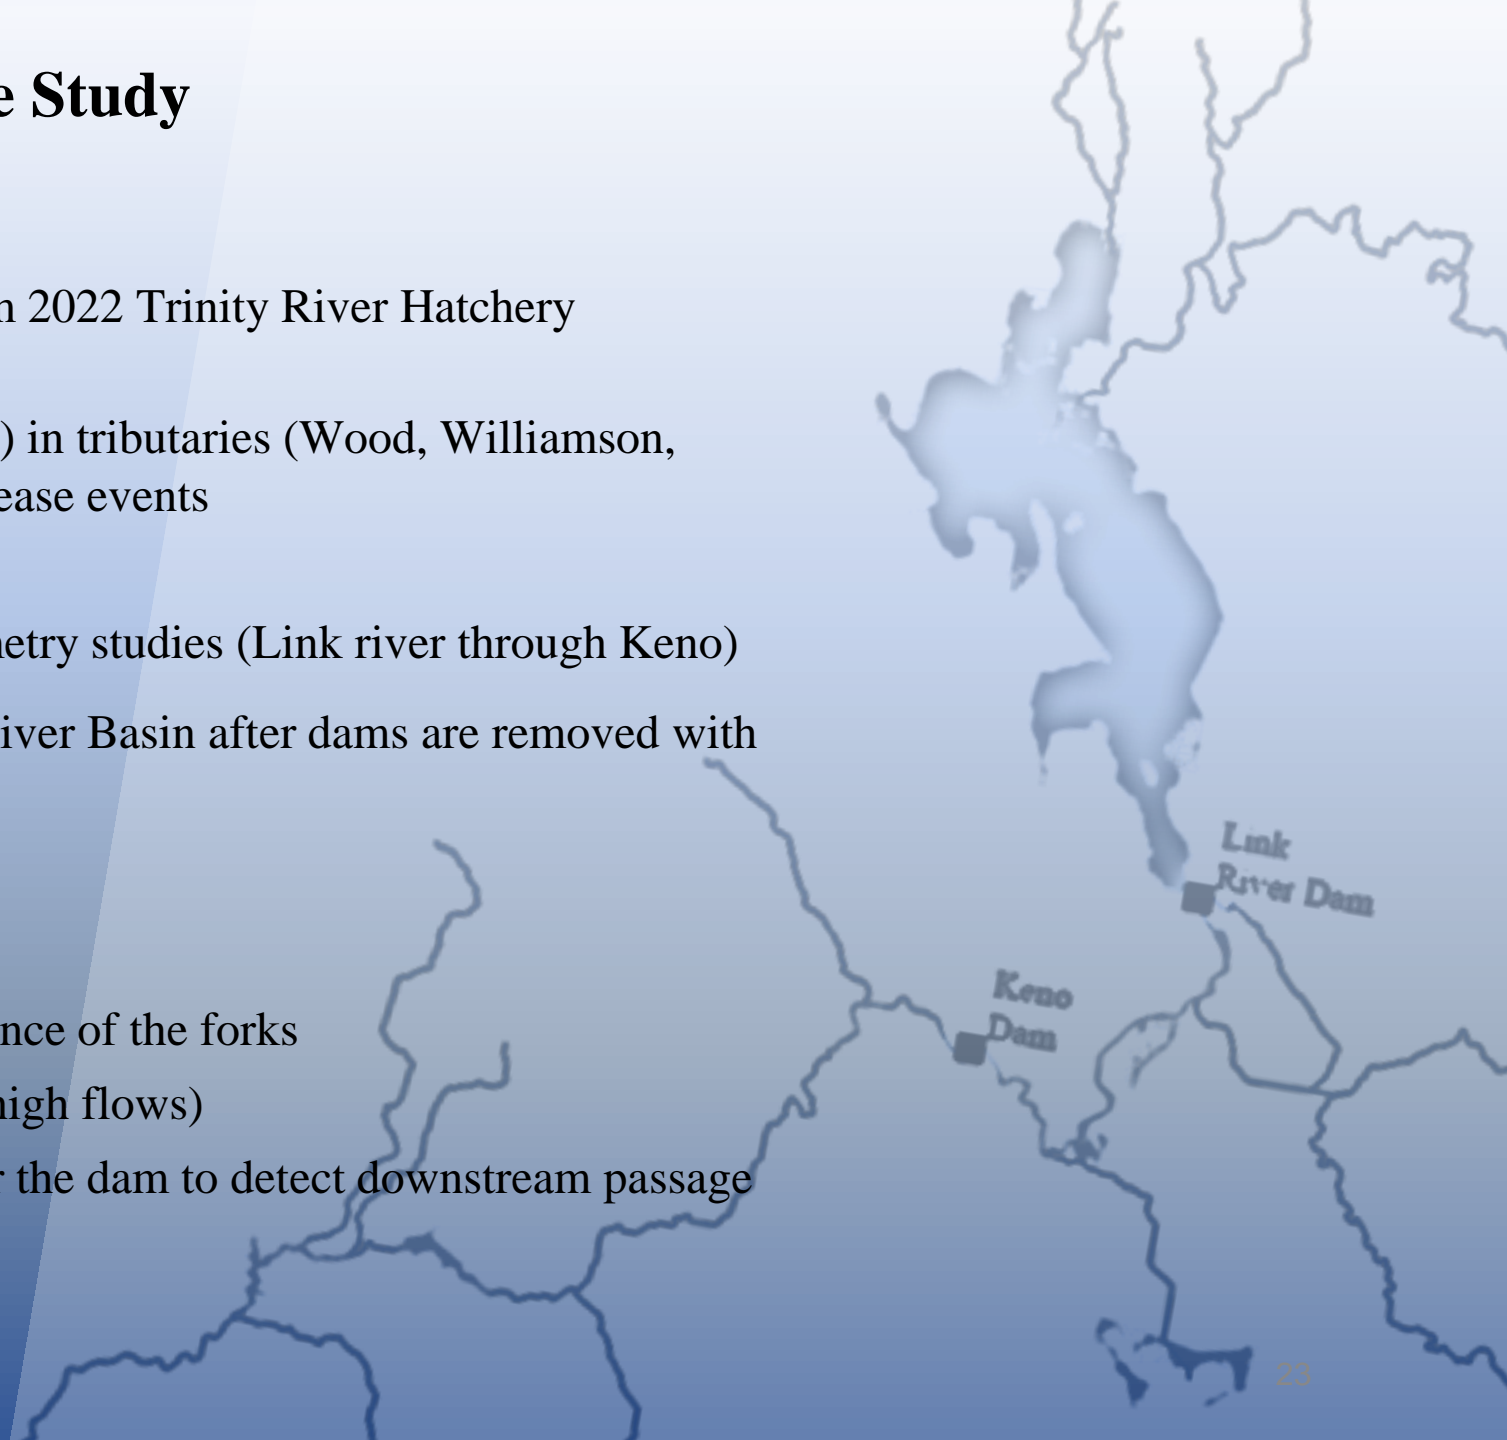 e Study
n 2022 Trinity River Hatchery
) in tributaries (Wood, Williamson,
ease events
netry studies (Link river through Keno)
iver Basin after dams are removed with
Link
River Dam
Keno
Dam
nce of the forks
high flows)
r the dam to detect downstream passage
23